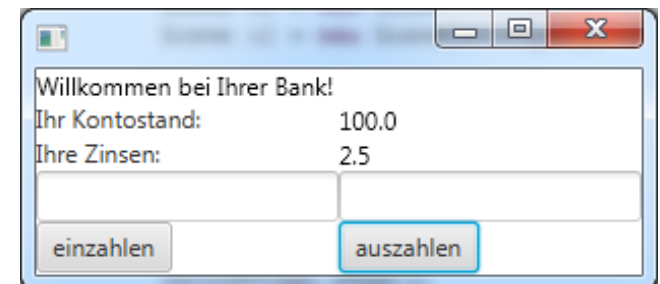 Willkommen bei Ihrer Bank!
Ihr Kontostand: 100.0
Ihre Zinsen: 2.5
einzahlen auszahlen